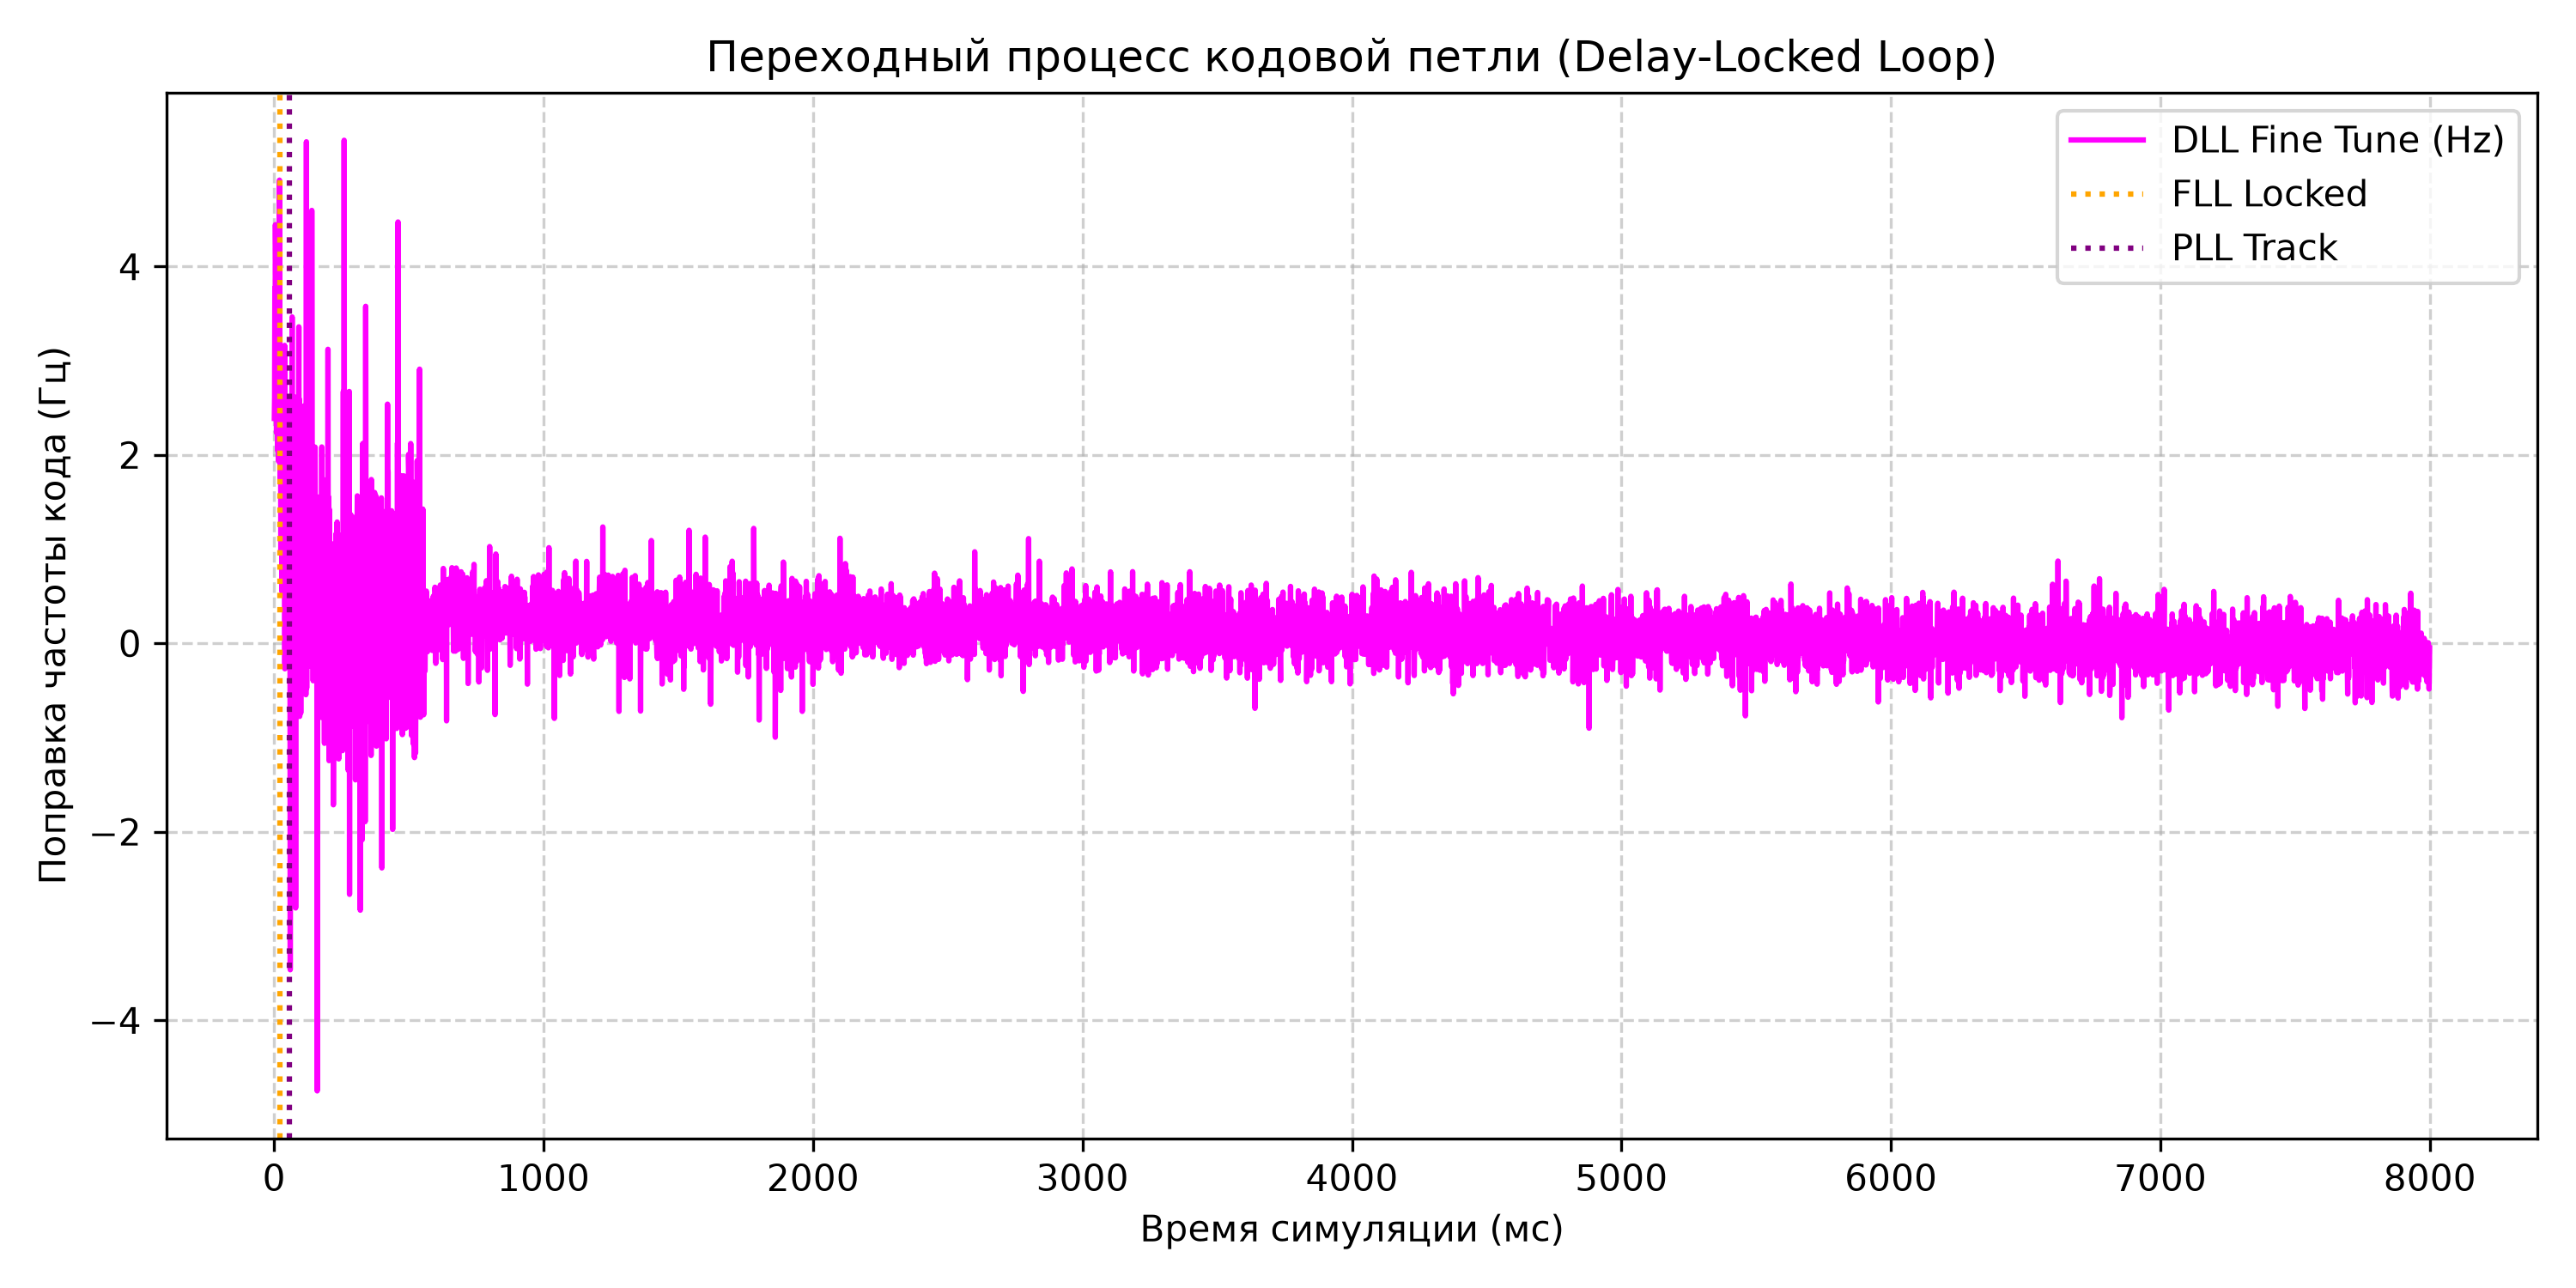 Переходный процесс кодовой петли (Delay-Locked Loop)
DLL Fine Tune (Hz)
FLL Locked
PLL Track
Поправка частоты кода (Гц)
4
2
0
−2
−4
0 1000 2000 3000 4000 5000 6000 7000 8000
Время симуляции (мс)